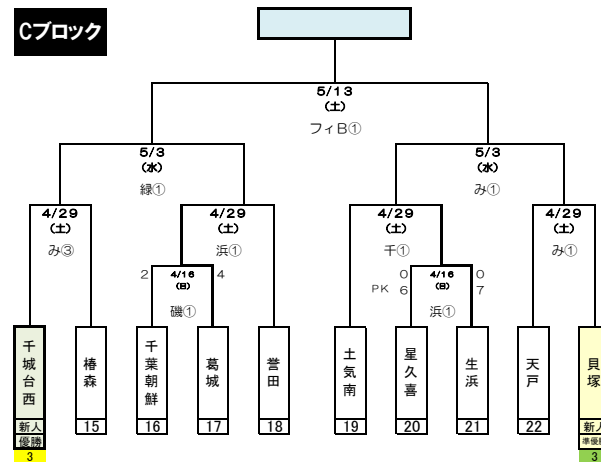 Cブロック
5/13
(土)
フィB①
5/3
(水)
緑①
5/3
(水)
み①
4/29
(土)
み③
4/29
(土)
浜①
4/29
(土)
千①
4/29
(土)
み①
2
4/16
(日)
4
磯①
0
4/16
(日)
0
PK 6
7
浜①
千城台西
椿森
千葉朝鮮
葛城
誉田
土気南
星久喜
生浜
天戸
貝塚
新人
優勝
3
15
16
17
18
19
20
21
22
新人
準優勝
3